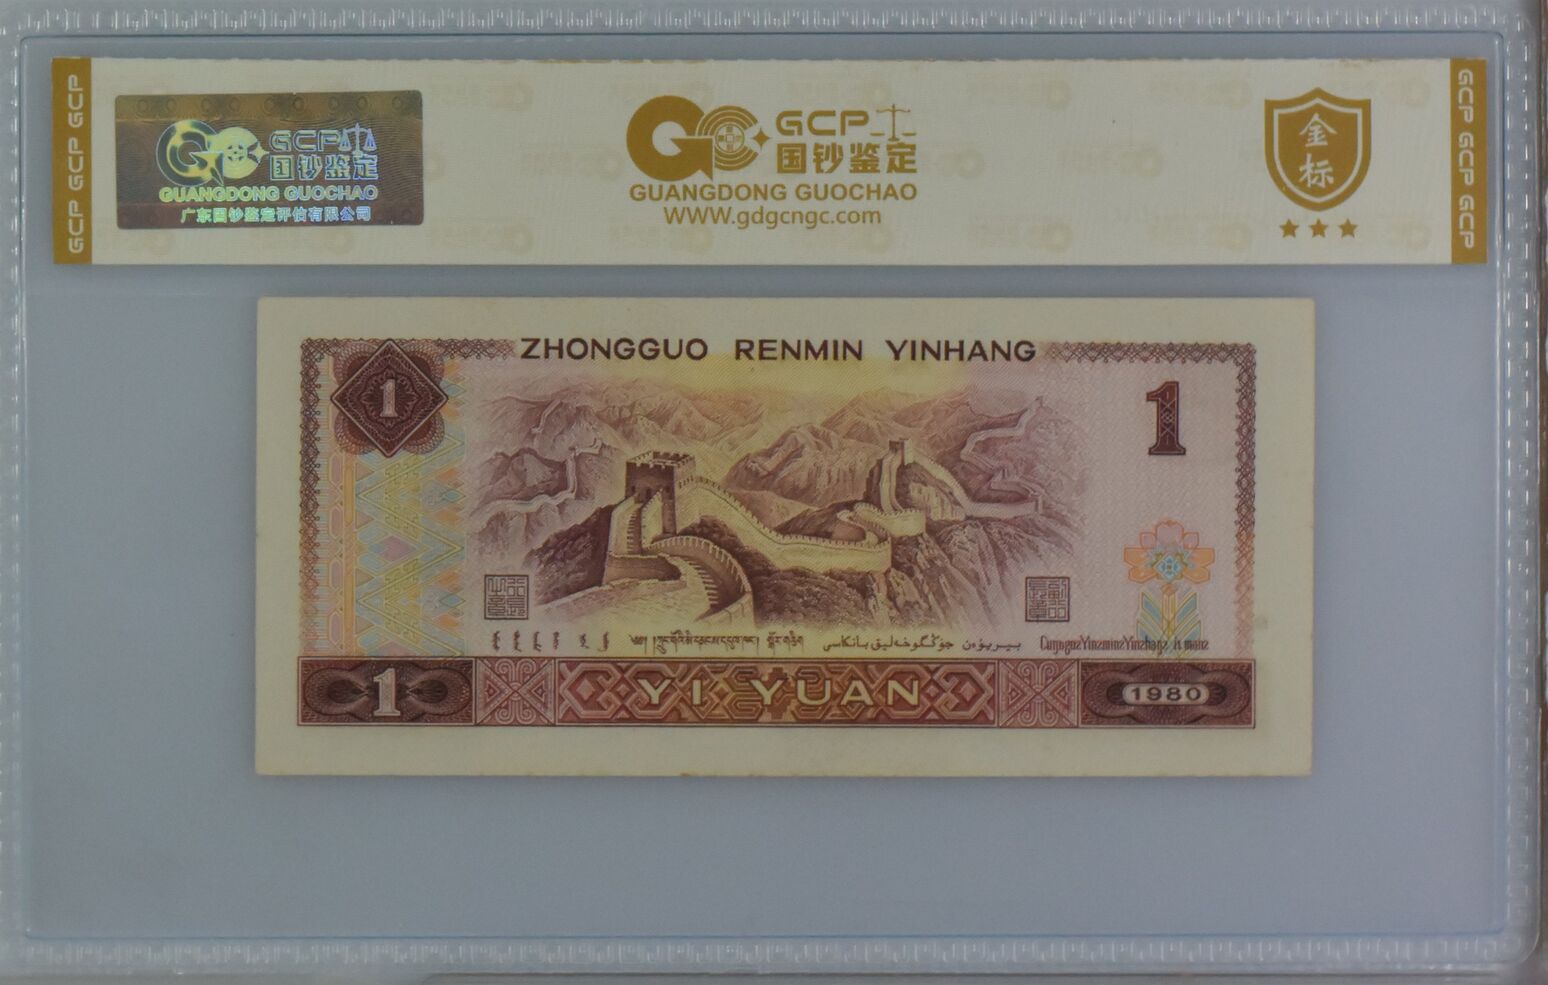 GCP GCP GCP
GCP
国钞鉴定
GUANGDONG GUOCHAO
广东国钞鉴定评估有限公司
GCP
国钞鉴定
GUANGDONG GUOCHAO
WWW.gdgcngc.com
金
标
GCP GCP GCP
ZHONGGUO RENMIN YINHANG
1
1
1
YI YUAN
1980